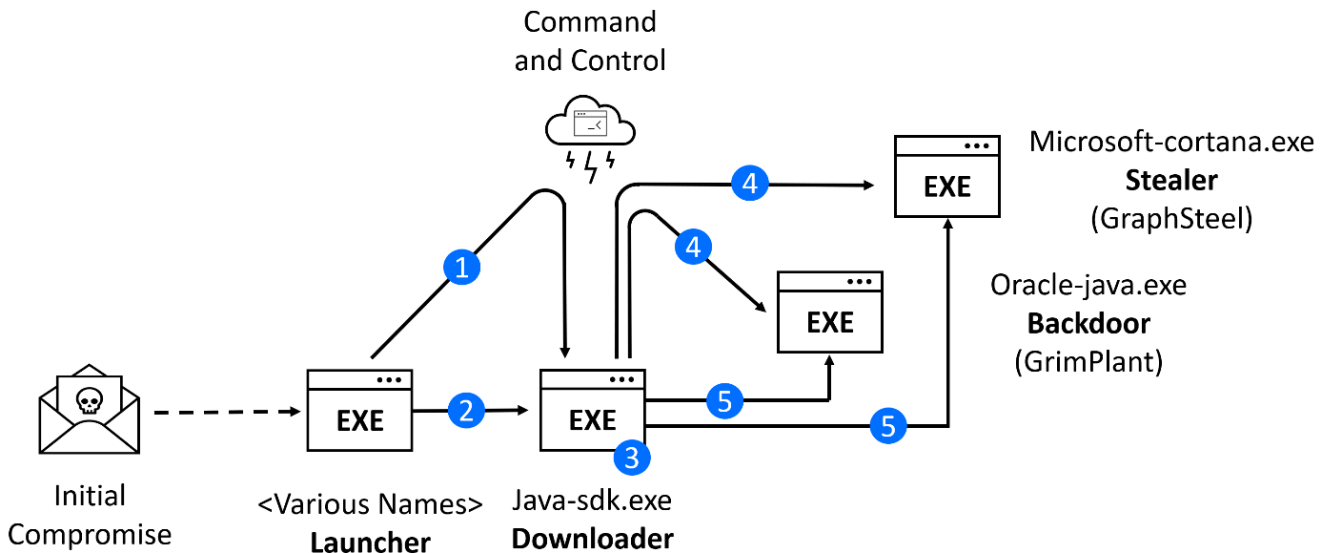 Command
and Control
Microsoft-cortana.exe
Stealer
(GraphSteel)
EXE
4
4
1
Oracle-java.exe
Backdoor
(GrimPlant)
EXE
EXE
2
EXE
3
5
5
Initial
Compromise
<Various Names>
Launcher
Java-sdk.exe
Downloader